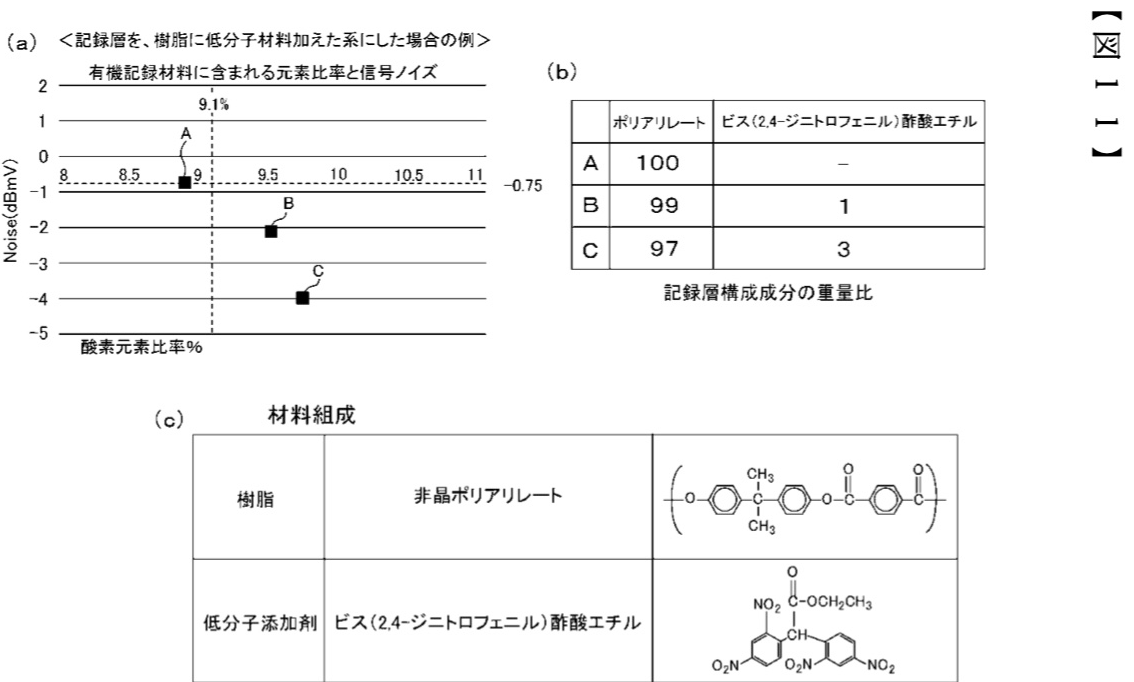 【図11】
(a) <記録層を、樹脂に低分子材料加えた系にした場合の例>
有機記録材料に含まれる元素比率と信号ノイズ
2
1
0
-1
-2
-3
-4
-5
Noise(dBmV)
9.1%
A
8 8.5 9 9.5 10 10.5 11
-0.75
B
C
酸素元素比率%
(b)
ポリアリレート ビス(2,4-ジニトロフェニル)酢酸エチル
A 100 -
B 99 1
C 97 3
記録層構成成分の重量比
(c) 材料組成
樹脂 非晶ポリアリレート
CH3
O C O C C
O O
CH3
低分子添加剤 ビス(2,4-ジニトロフェニル)酢酸エチル
O
NO2 C-OCH2CH3
CH
O2N O2N NO2